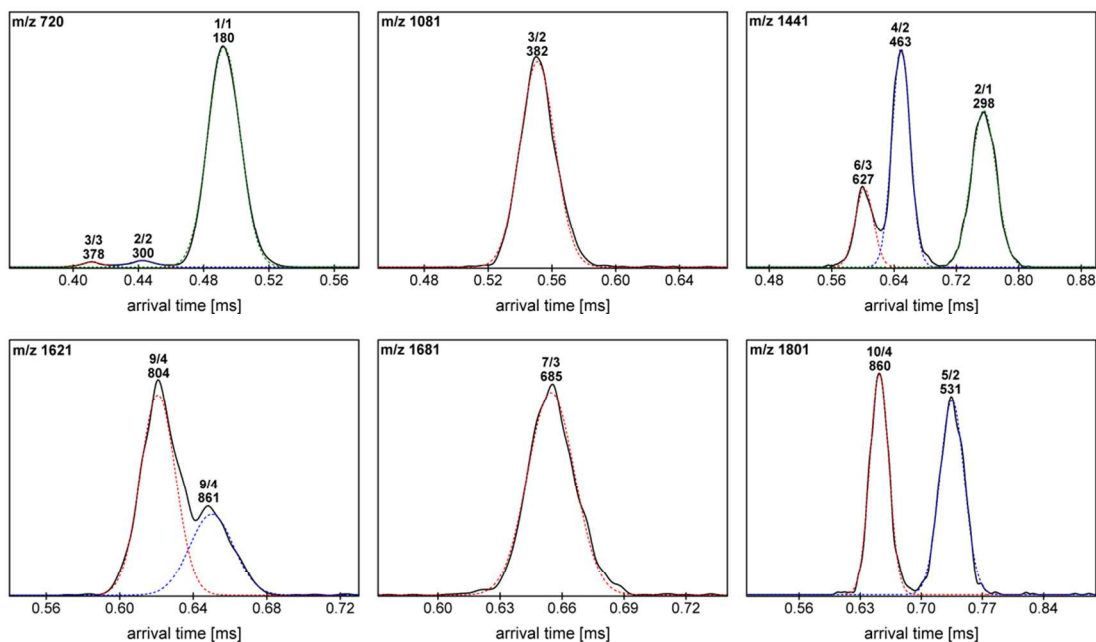 m/z 720
1/1
180
3/3
378
2/2
300
0.40 0.44 0.48 0.52 0.56
arrival time [ms]
m/z 1081
3/2
382
0.48 0.52 0.56 0.60 0.64
arrival time [ms]
m/z 1441
4/2
463
2/1
298
6/3
627
0.48 0.56 0.64 0.72 0.80 0.88
arrival time [ms]
m/z 1621
9/4
804
9/4
861
0.56 0.60 0.64 0.68 0.72
arrival time [ms]
m/z 1681
7/3
685
0.60 0.63 0.66 0.69 0.72
arrival time [ms]
m/z 1801
10/4
860
5/2
531
0.56 0.63 0.70 0.77 0.84
arrival time [ms]